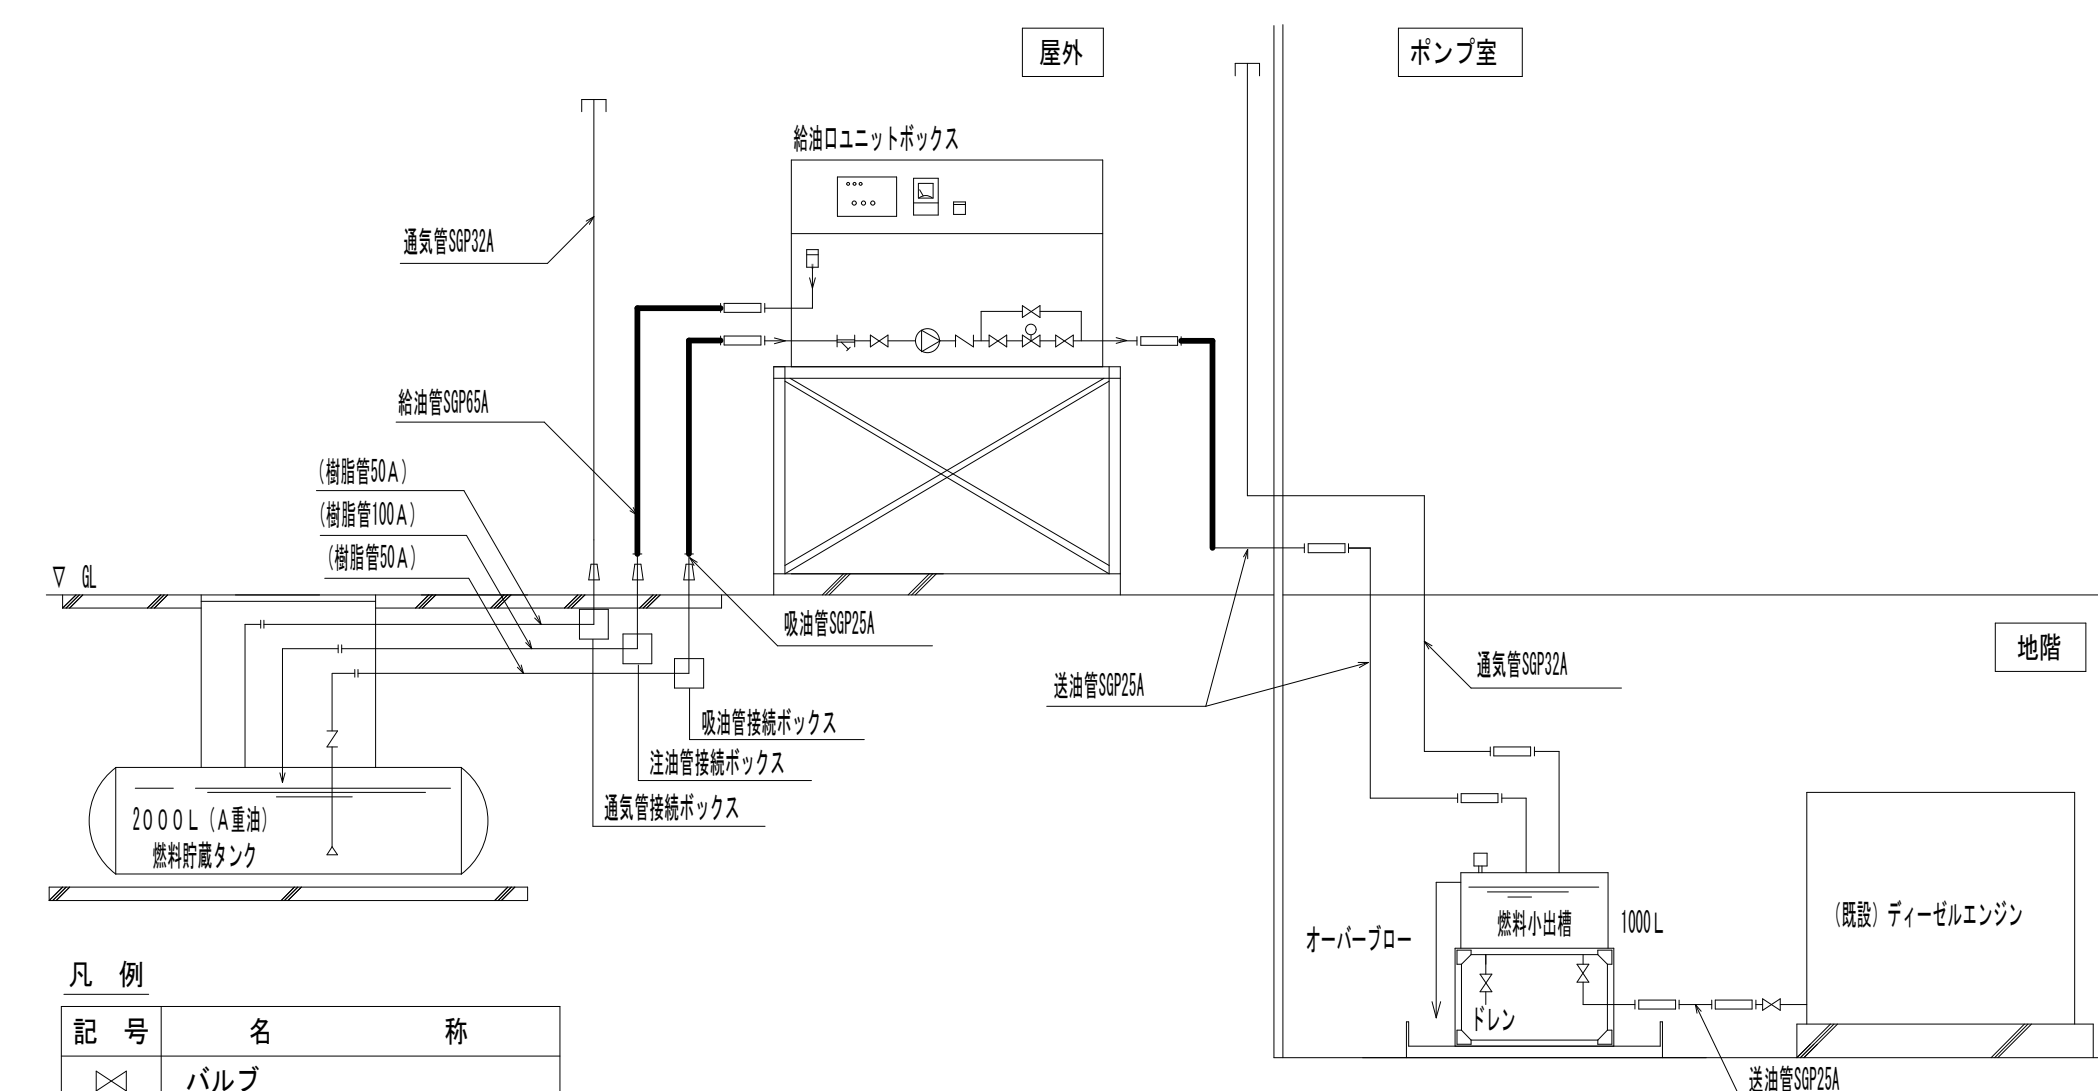 屋外
ポンプ室
給油口ユニットボックス
通気管SGP32A
給油管SGP65A
(樹脂管50A)
(樹脂管100A)
(樹脂管50A)
▽ GL
吸油管SGP25A
地階
通気管SGP32A
送油管SGP25A
吸油管接続ボックス
注油管接続ボックス
通気管接続ボックス
2000L(A重油)
燃料貯蔵タンク
燃料小出槽
1000L
(既設)ディーゼルエンジン
オーバーブロー
ドレン
送油管SGP25A
凡 例
記 号 名 称
バルブ